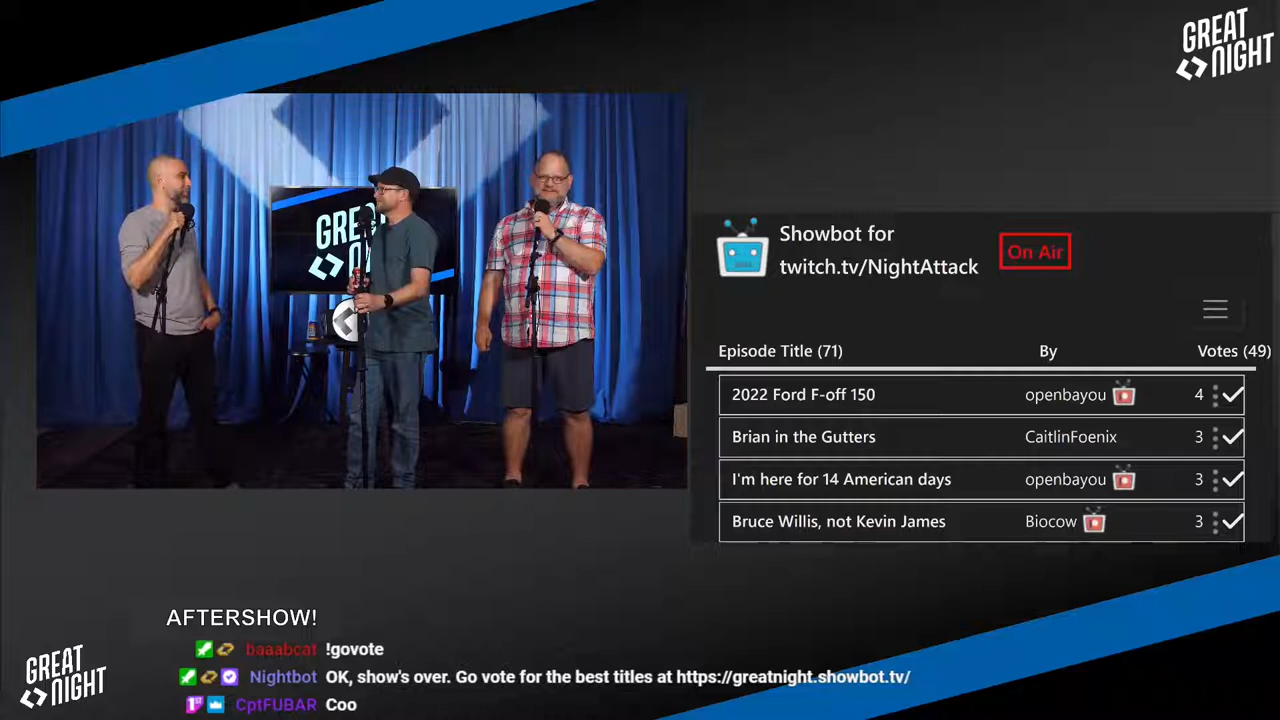 GREAT
NIGHT
GREAT
Showbot for
twitch.tv/NightAttack
On Air
Episode Title (71) By Votes (49)
2022 Ford F-off 150 openbayou 4
Brian in the Gutters CaitlinFoenix 3
I'm here for 14 American days openbayou 3
Bruce Willis, not Kevin James Biocow 3
AFTERSHOW!
baaabcat !govote
Nightbot OK, show's over. Go vote for the best titles at https://greatnight.showbot.tv/
CptFUBAR Coo
GREAT
NIGHT